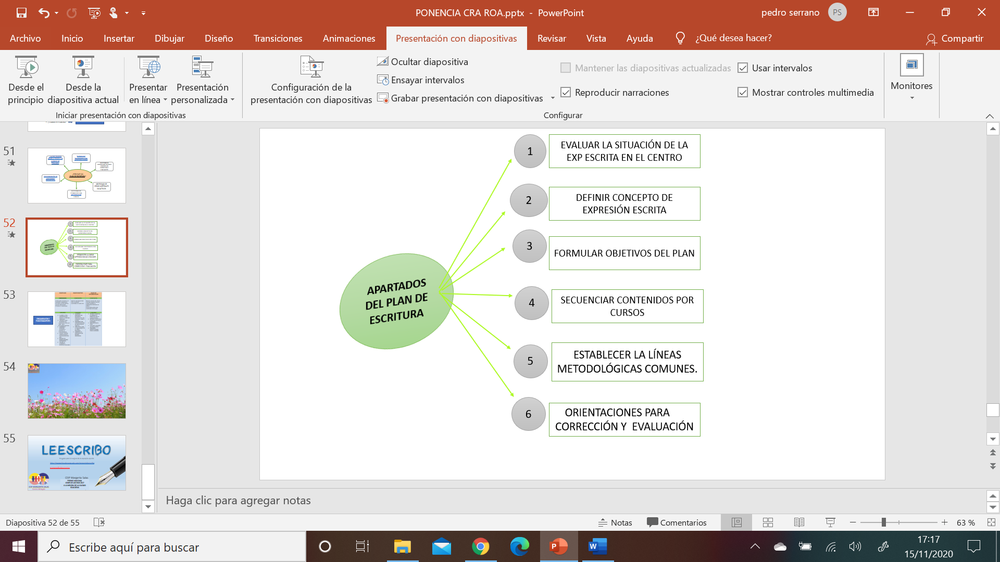 PONENCIA CRA ROA.pptx - PowerPoint
pedro serrano
PS
Archivo
Inicio
Insertar
Dibujar
Diseño
Transiciones
Animaciones
Presentación con diapositivas
Revisar
Vista
Ayuda
¿Qué desea hacer?
Compartir
Desde el
principio
Desde la
diapositiva actual
Presentar
en línea
Presentación
personalizada
Iniciar presentación con diapositivas
Configuración de la
presentación con diapositivas
Ocultar diapositiva
Ensayar intervalos
Grabar presentación con diapositivas
Mantener las diapositivas actualizadas
Reproducir narraciones
Usar intervalos
Mostrar controles multimedia
Configurar
Monitores
51
52
53
ORGANIZACIÓN Y
FUNCIONAMIENTO
54
55
LEESCRIBO
CEIP Margarita Salas
APARTADOS
DEL PLAN DE
ESCRITURA
1
EVALUAR LA SITUACIÓN DE LA
EXP ESCRITA EN EL CENTRO
2
DEFINIR CONCEPTO DE
EXPRESIÓN ESCRITA
3
FORMULAR OBJETIVOS DEL PLAN
4
SECUENCIAR CONTENIDOS POR
CURSOS
5
ESTABLECER LA LÍNEAS
METODOLÓGICAS COMUNES.
6
ORIENTACIONES PARA
CORRECCIÓN Y EVALUACIÓN
Haga clic para agregar notas
Diapositiva 52 de 55
Notas
Comentarios
63 %
Escribe aquí para buscar
17:17
15/11/2020